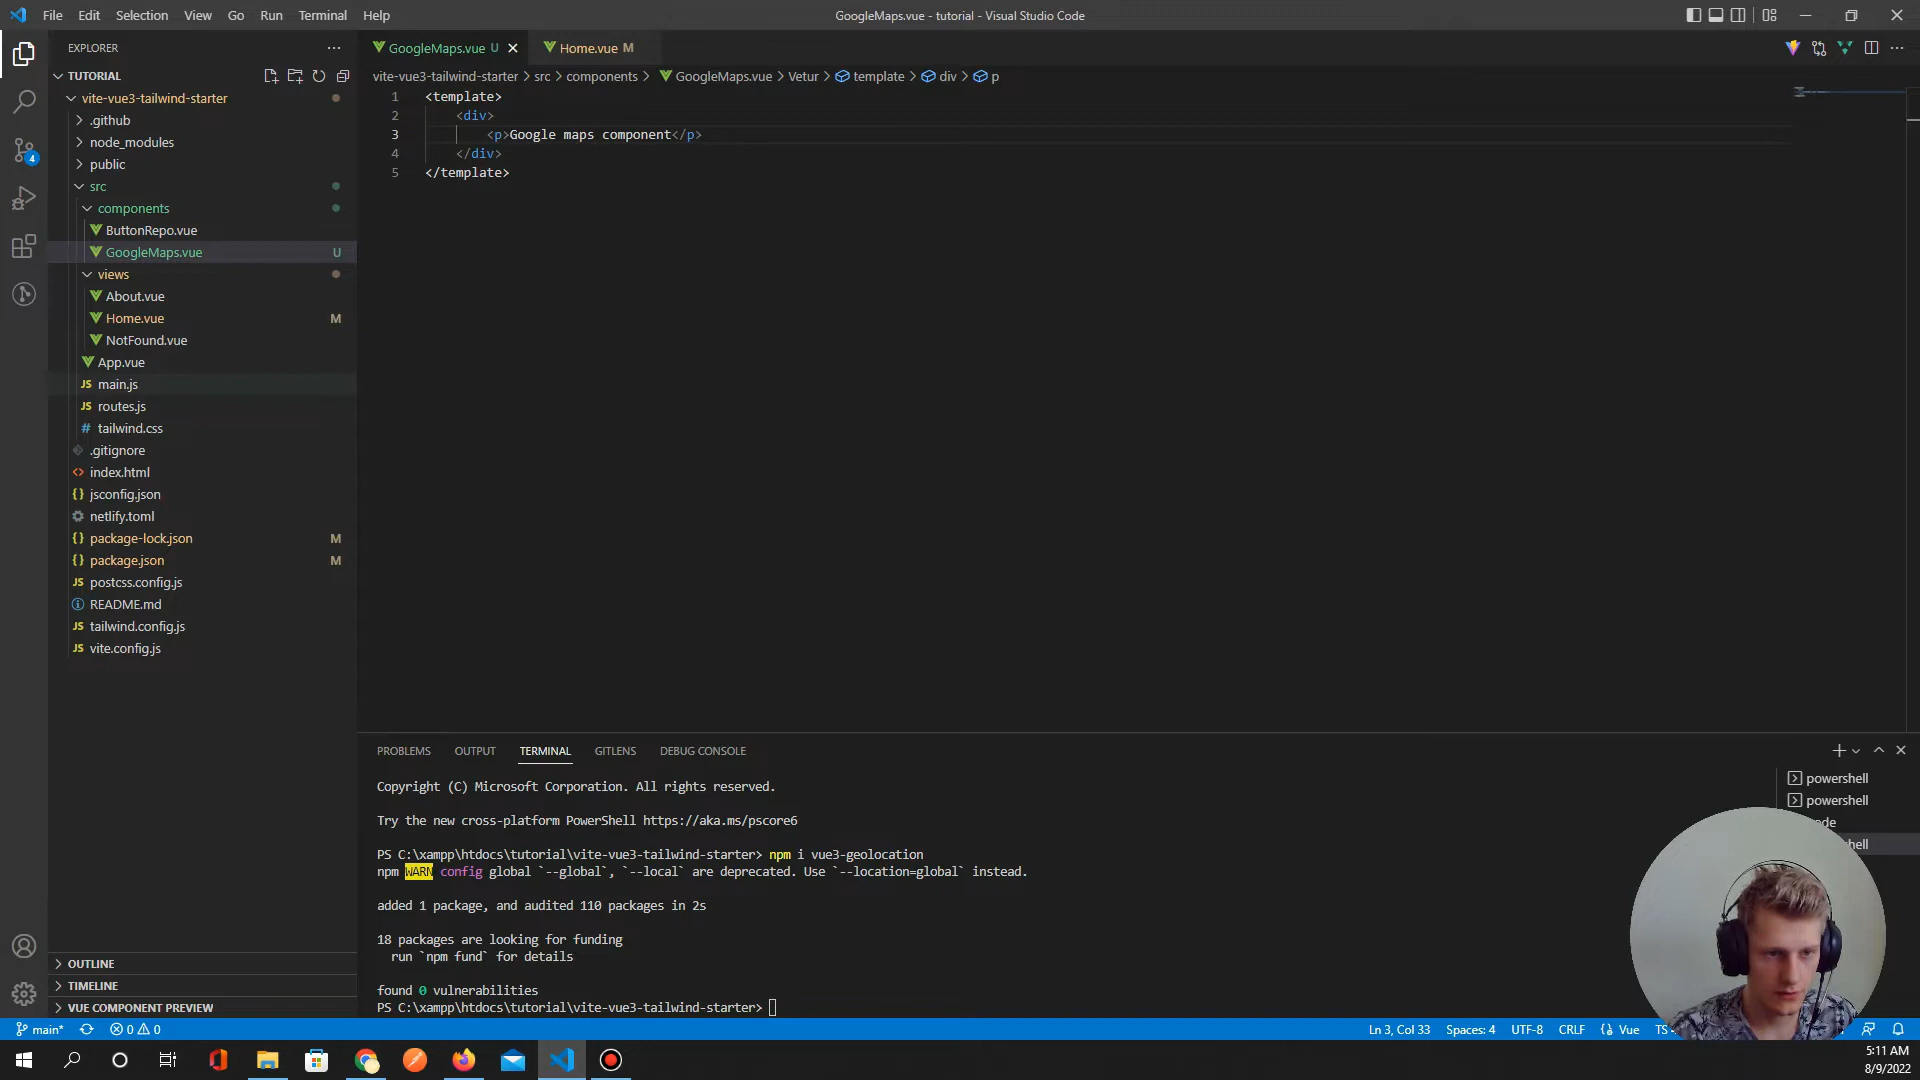 File Edit Selection View Go Run Terminal Help
GoogleMaps.vue - tutorial - Visual Studio Code
EXPLORER
TUTORIAL
vite-vue3-tailwind-starter
.github
node_modules
public
src
components
ButtonRepo.vue
GoogleMaps.vue U
views
About.vue
Home.vue M
NotFound.vue
App.vue
JS main.js
JS routes.js
# tailwind.css
.gitignore
<> index.html
{} jsconfig.json
netlify.toml
{} package-lock.json M
{} package.json M
JS postcss.config.js
README.md
JS tailwind.config.js
JS vite.config.js
OUTLINE
TIMELINE
VUE COMPONENT PREVIEW
4
GoogleMaps.vue U
Home.vue M
vite-vue3-tailwind-starter > src > components > GoogleMaps.vue > Vetur > template > div > p
1 <template>
2 <div>
3 <p>Google maps component</p>
4 </div>
5 </template>
PROBLEMS OUTPUT TERMINAL GITLENS DEBUG CONSOLE
Copyright (C) Microsoft Corporation. All rights reserved.
Try the new cross-platform PowerShell https://aka.ms/pscore6
PS C:\xampp\htdocs\tutorial\vite-vue3-tailwind-starter> npm i vue3-geolocation
npm WARN config global `--global`, `--local` are deprecated. Use `--location=global` instead.
added 1 package, and audited 110 packages in 2s
18 packages are looking for funding
run `npm fund` for details
found 0 vulnerabilities
PS C:\xampp\htdocs\tutorial\vite-vue3-tailwind-starter>
powershell
powershell
main* 0 0
Ln 3, Col 33 Spaces: 4 UTF-8 CRLF {} Vue TS
5:11 AM
8/9/2022